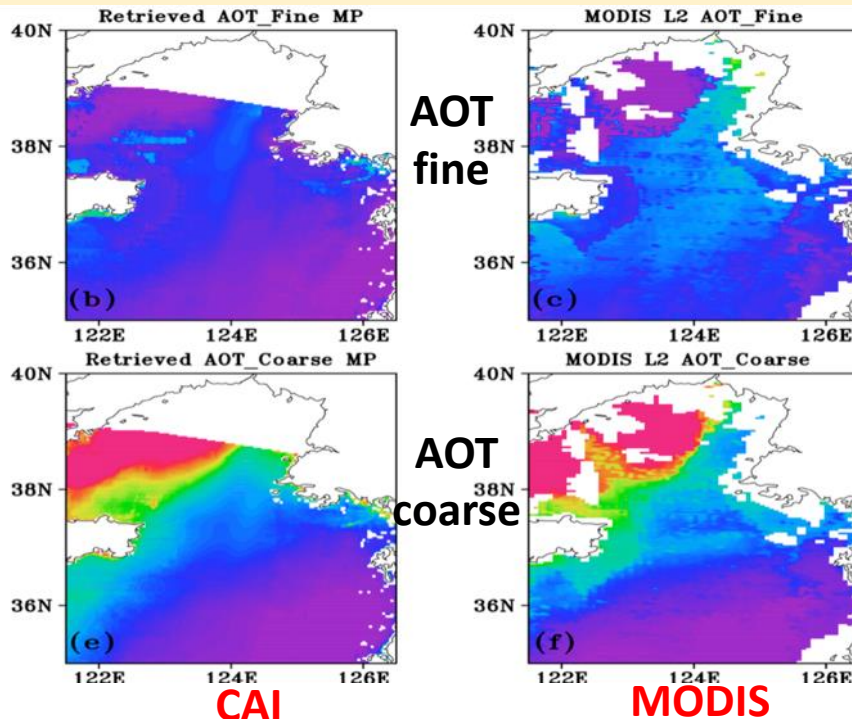 Retrieved AOT_Fine MP
MODIS L2 AOT_Fine
40N
38N
36N
(b)
122E
124E
126E
AOT
fine
40N
38N
36N
(c)
122E
124E
126E
Retrieved AOT_Coarse MP
MODIS L2 AOT_Coarse
40N
38N
36N
(e)
122E
124E
126E
AOT
coarse
40N
38N
36N
(f)
122E
124E
126E
CAI
MODIS